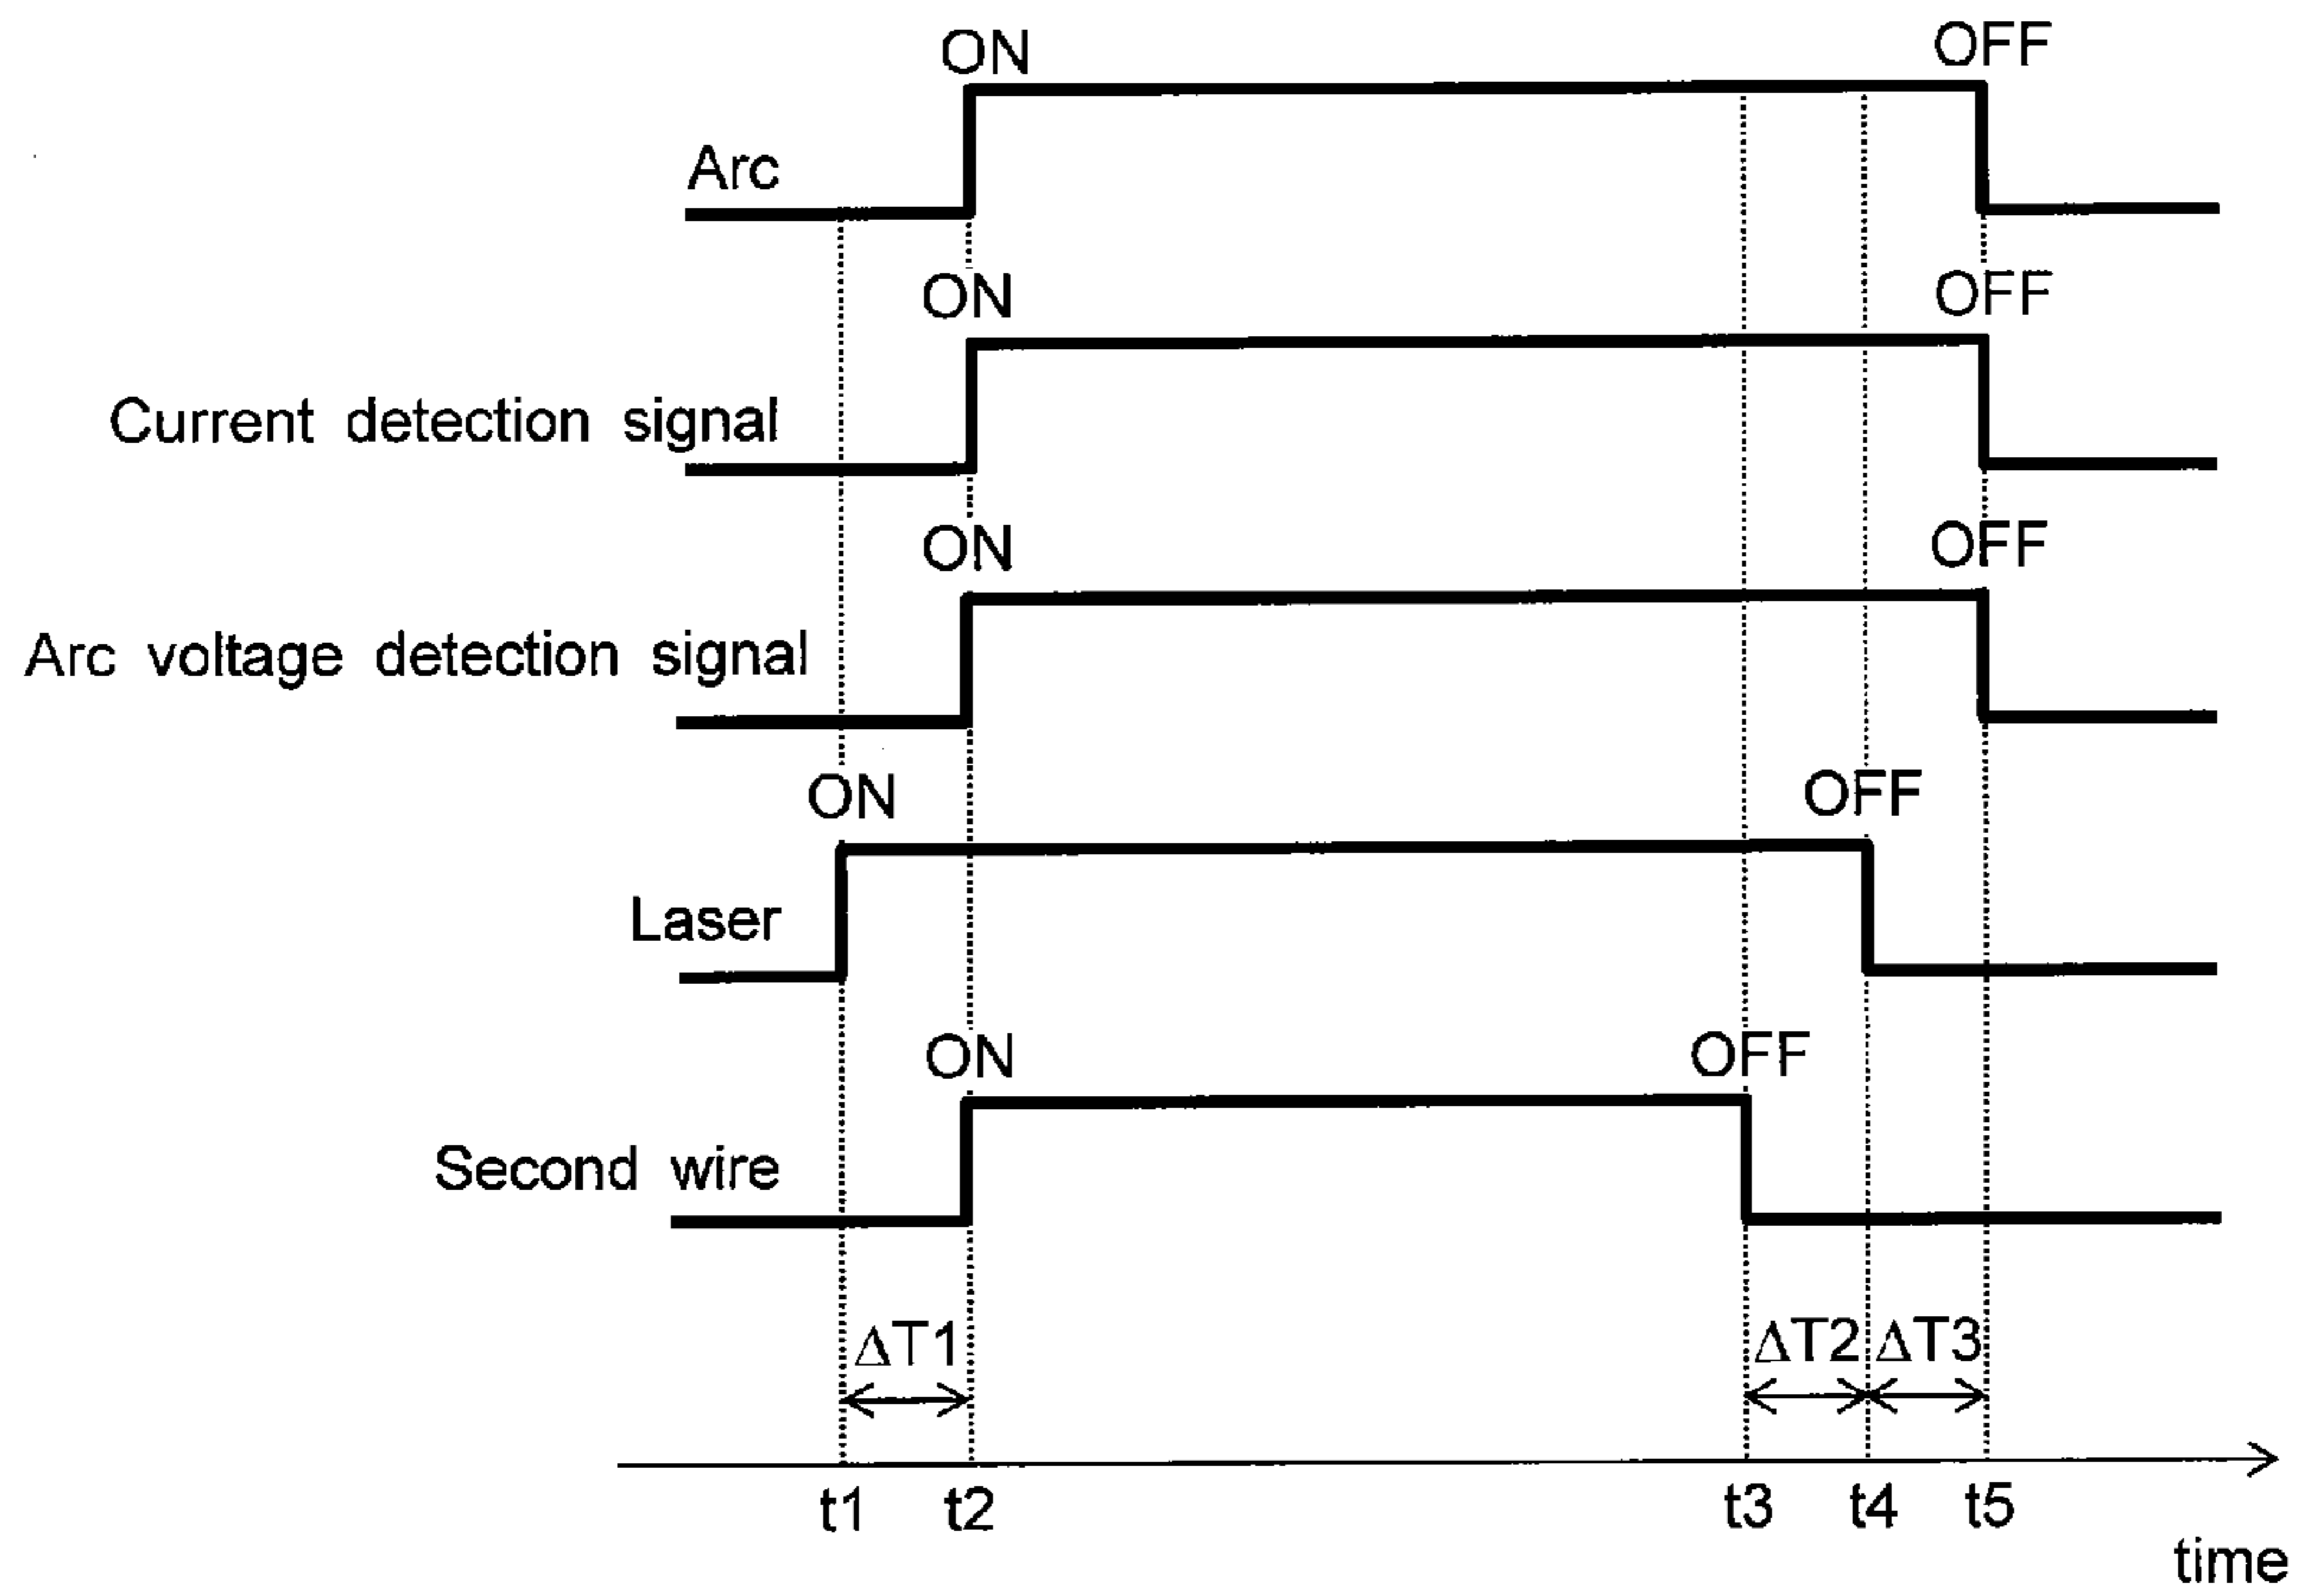 ON OFF
Arc
ON OFF
Current detection signal
ON OFF
Arc voltage detection signal
ON OFF
Laser
ON OFF
Second wire
ΔT1 ΔT2 ΔT3
t1 t2 t3 t4 t5
time